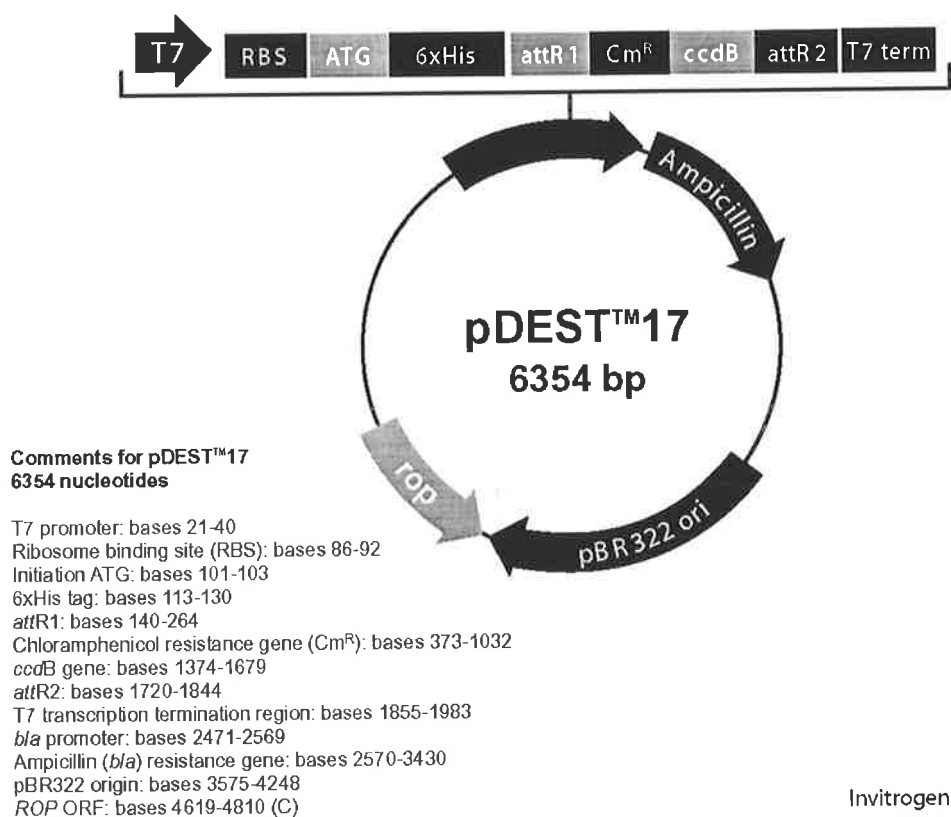 T7 RBS ATG 6xHis attR1 Cmᴿ ccdB attR2 T7 term
Ampicillin
pDEST™17
6354 bp
rop
pBR322 ori
Comments for pDEST™17
6354 nucleotides
T7 promoter: bases 21-40
Ribosome binding site (RBS): bases 86-92
Initiation ATG: bases 101-103
6xHis tag: bases 113-130
attR1: bases 140-264
Chloramphenicol resistance gene (Cmᴿ): bases 373-1032
ccdB gene: bases 1374-1679
attR2: bases 1720-1844
T7 transcription termination region: bases 1855-1983
bla promoter: bases 2471-2569
Ampicillin (bla) resistance gene: bases 2570-3430
pBR322 origin: bases 3575-4248
ROP ORF: bases 4619-4810 (C)
Invitrogen